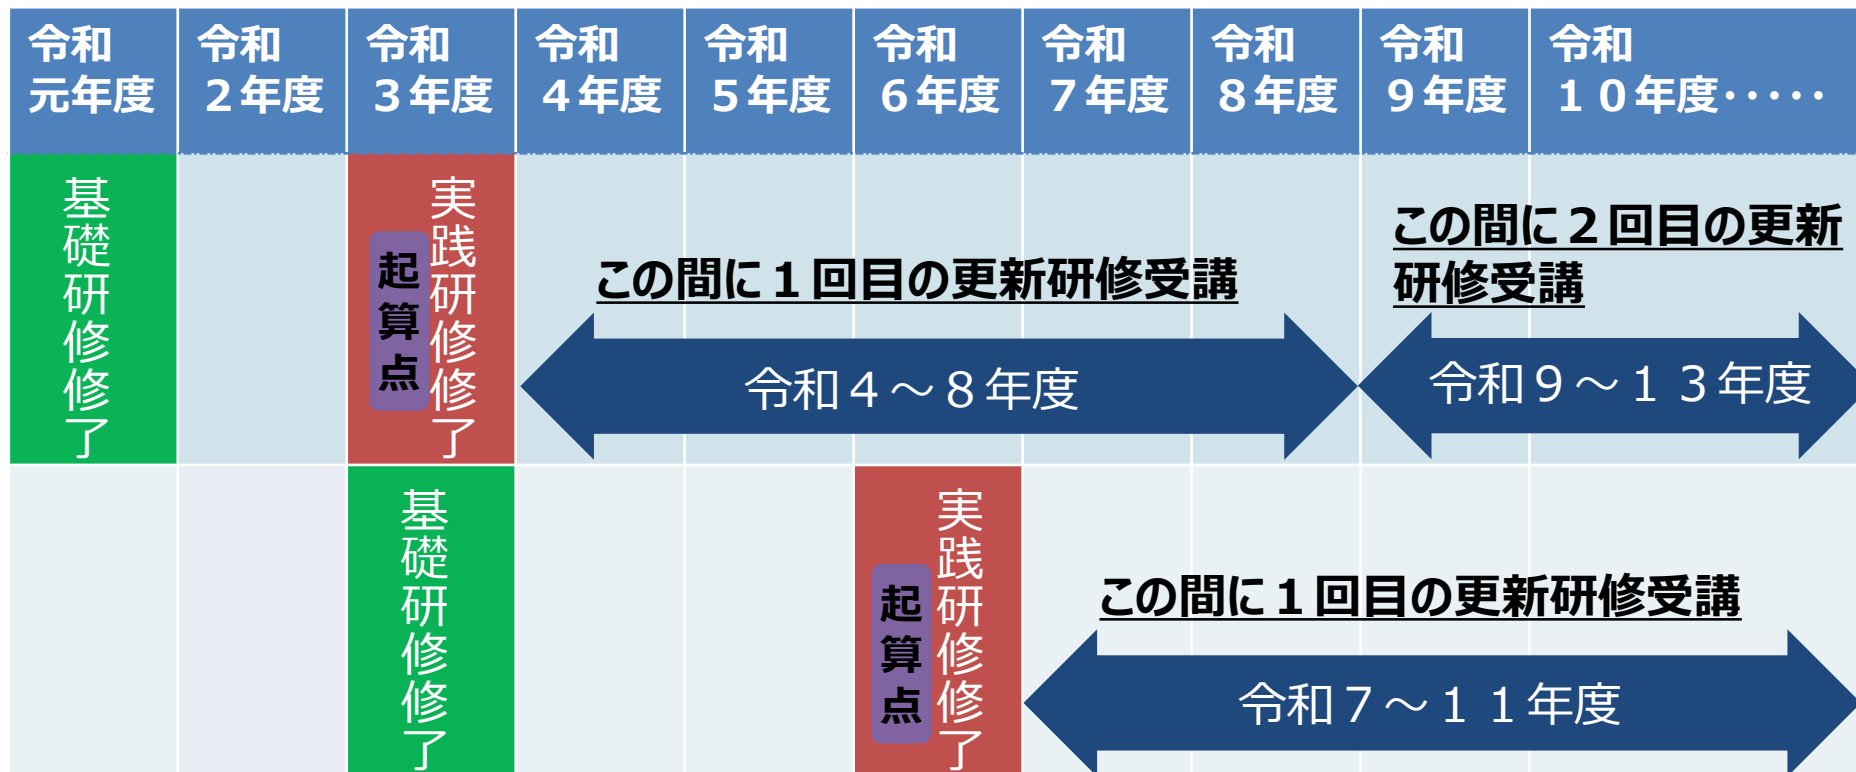 令和
元年度
令和
２年度
令和
３年度
令和
４年度
令和
５年度
令和
６年度
令和
７年度
令和
８年度
令和
９年度
令和
１０年度‥‥‥
基礎研修修了
起算点
実践研修修了
この間に１回目の更新研修受講
令和４～８年度
この間に２回目の更新
研修受講
令和９～１３年度
基礎研修修了
起算点
実践研修修了
この間に１回目の更新研修受講
令和７～１１年度